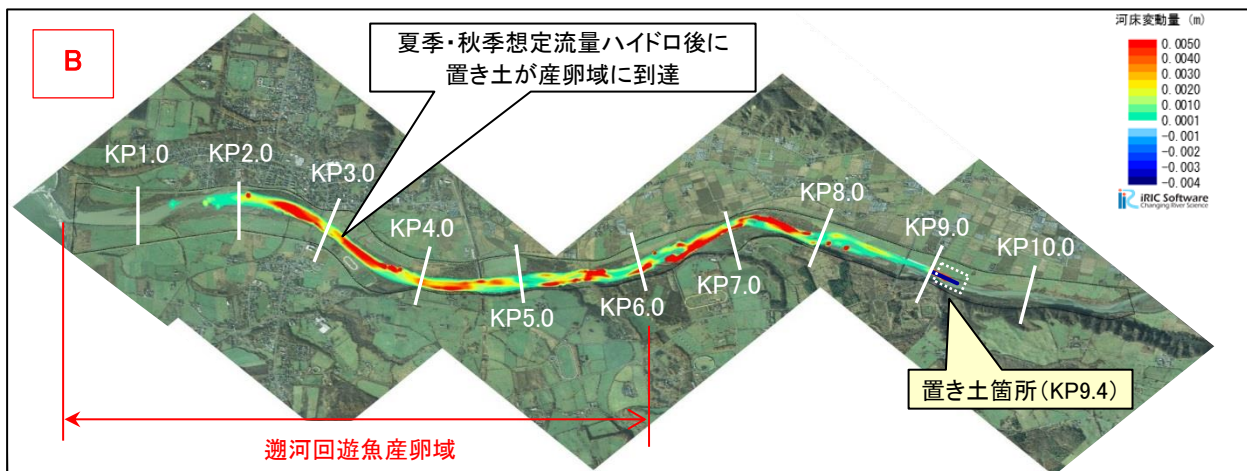 B
夏季・秋季想定流量ハイドロ後に
置き土が産卵域に到達
河床変動量 (m)
0.0050
0.0040
0.0030
0.0020
0.0010
0.0001
-0.001
-0.002
-0.003
-0.004
iRIC Software
Changing River Science
KP1.0
KP2.0
KP3.0
KP4.0
KP5.0
KP6.0
KP7.0
KP8.0
KP9.0
KP10.0
置き土箇所(KP9.4)
遡河回遊魚産卵域